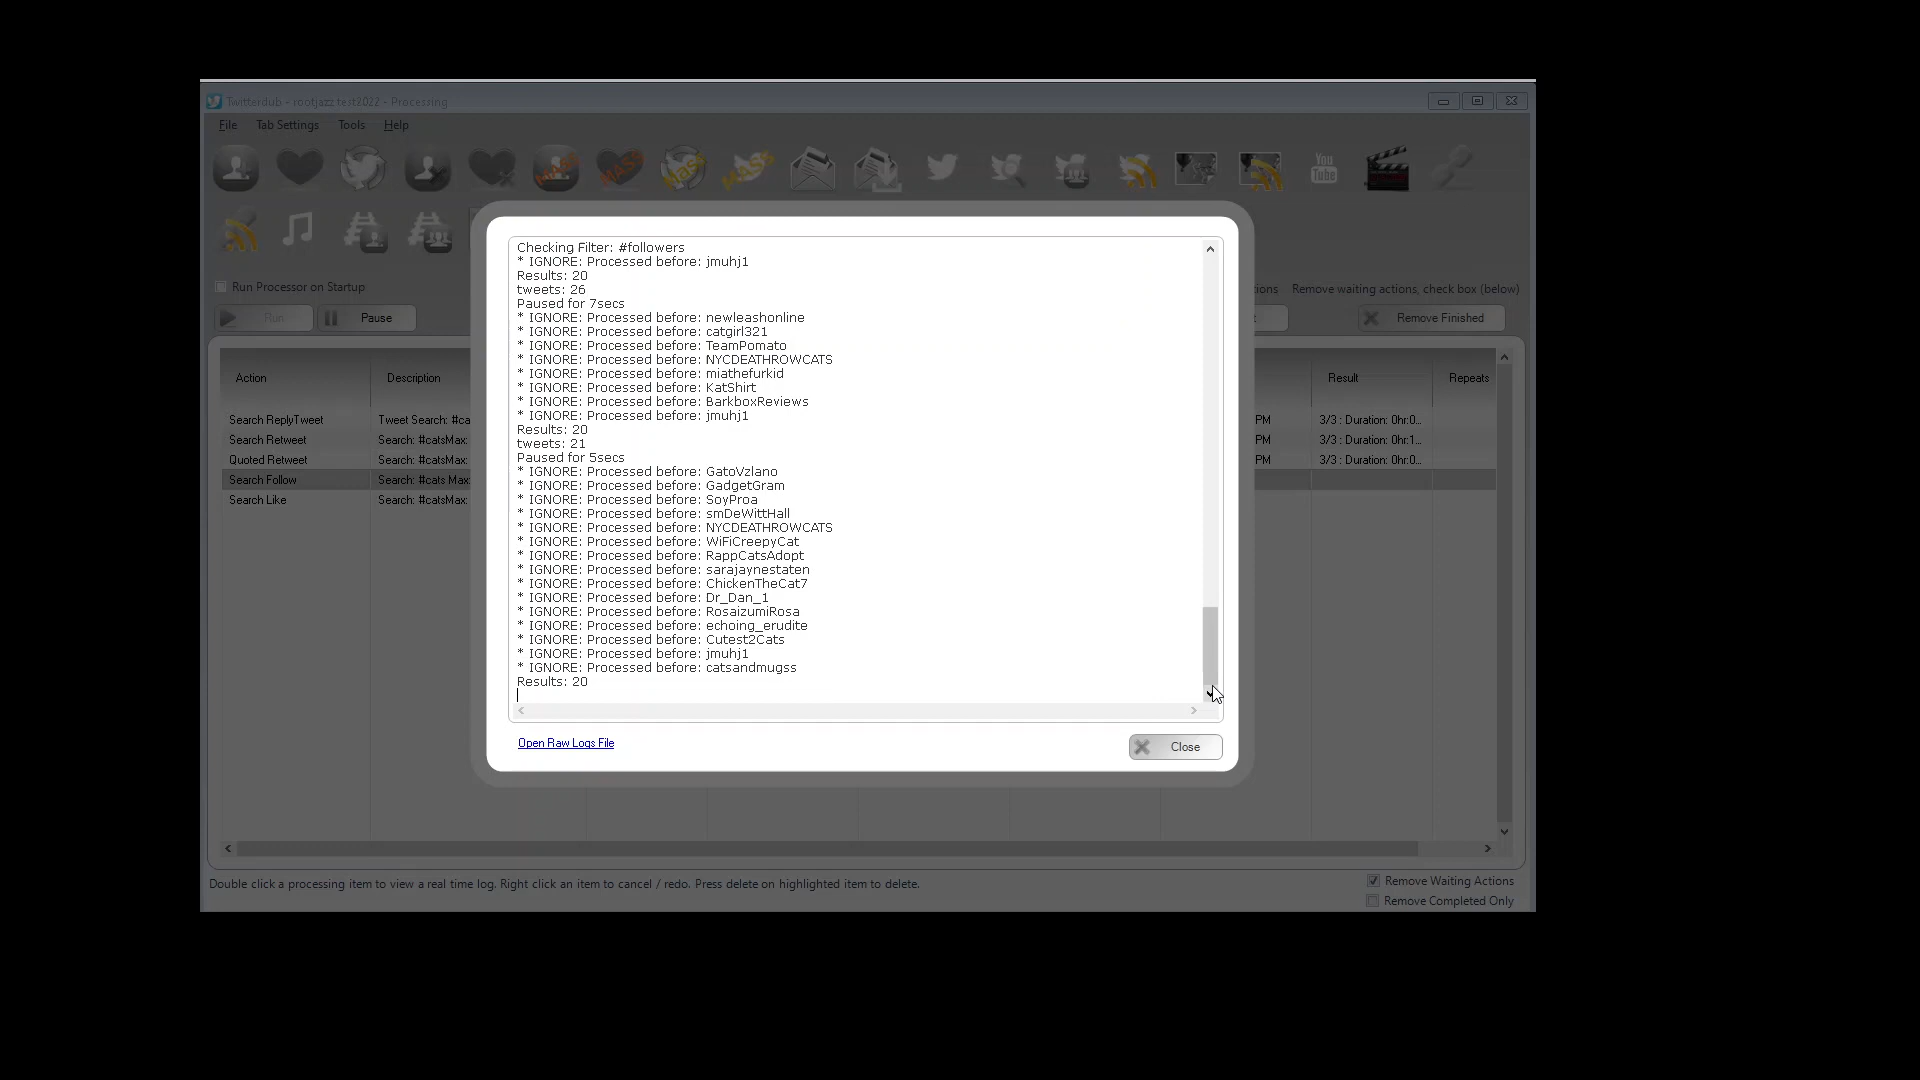 Twitterdub - rootjazz test2022 - Processing
File Tab Settings Tools Help
MASS MASS MASS MASS
You
Tube
Run Processor on Startup
Remove waiting actions, check box (below)
Run Pause Remove Finished
Action Description Result Repeats
Search ReplyTweet Tweet Search: #ca PM 3/3 : Duration: 0hr:0...
Search Retweet Search: #catsMax: PM 3/3 : Duration: 0hr:1...
Quoted Retweet Search: #catsMax: PM 3/3 : Duration: 0hr:0...
Search Follow Search: #cats Max:
Search Like Search: #catsMax:
Checking Filter: #followers
* IGNORE: Processed before: jmuhj1
Results: 20
tweets: 26
Paused for 7secs
* IGNORE: Processed before: newleashonline
* IGNORE: Processed before: catgirl321
* IGNORE: Processed before: TeamPomato
* IGNORE: Processed before: NYCDEATHROWCATS
* IGNORE: Processed before: miathefurkid
* IGNORE: Processed before: KatShirt
* IGNORE: Processed before: BarkboxReviews
* IGNORE: Processed before: jmuhj1
Results: 20
tweets: 21
Paused for 5secs
* IGNORE: Processed before: GatoVzlano
* IGNORE: Processed before: GadgetGram
* IGNORE: Processed before: SoyProa
* IGNORE: Processed before: smDeWittHall
* IGNORE: Processed before: NYCDEATHROWCATS
* IGNORE: Processed before: WiFiCreepyCat
* IGNORE: Processed before: RappCatsAdopt
* IGNORE: Processed before: sarajaynestaten
* IGNORE: Processed before: ChickenTheCat7
* IGNORE: Processed before: Dr_Dan_1
* IGNORE: Processed before: RosaizumiRosa
* IGNORE: Processed before: echoing_erudite
* IGNORE: Processed before: Cutest2Cats
* IGNORE: Processed before: jmuhj1
* IGNORE: Processed before: catsandmugss
Results: 20
Open Raw Logs File
Close
Double click a processing item to view a real time log. Right click an item to cancel / redo. Press delete on highlighted item to delete.
Remove Waiting Actions
Remove Completed Only